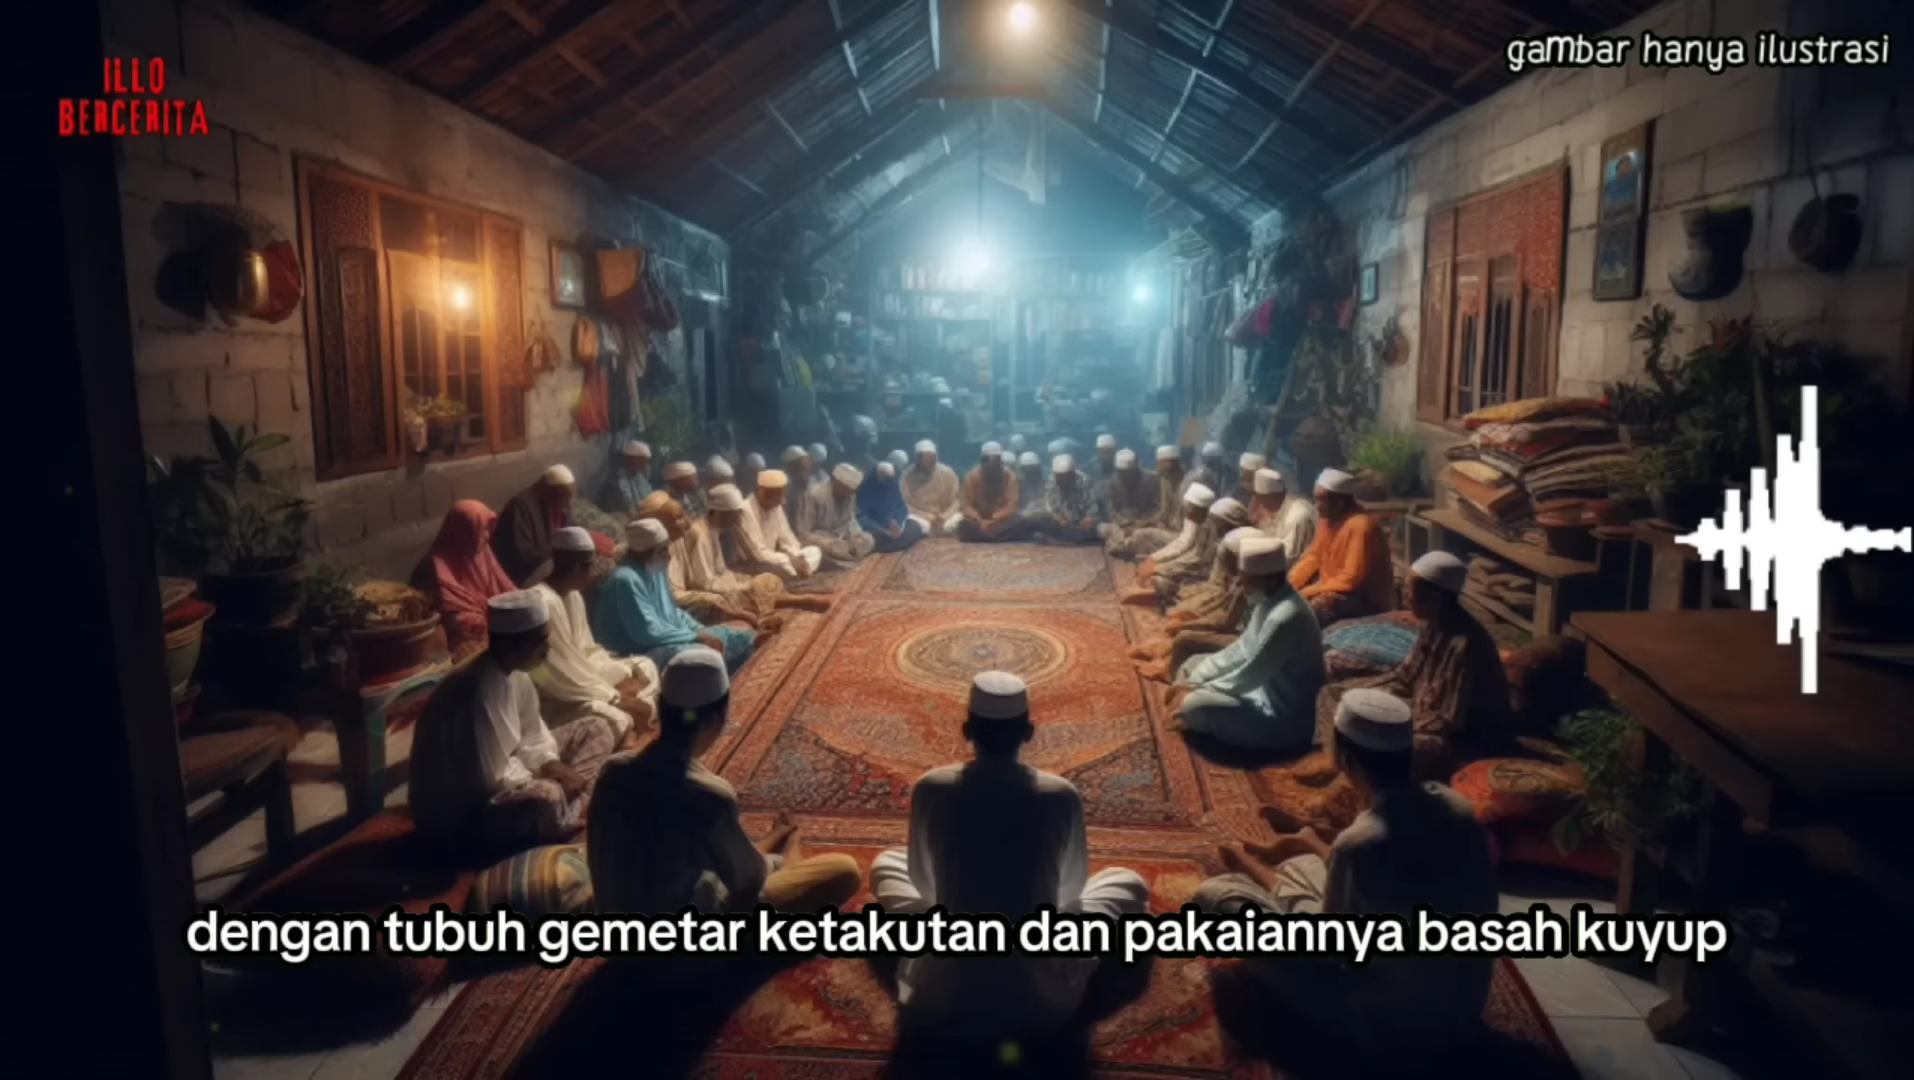 ILLO
BERCERITA
gambar hanya ilustrasi
dengan tubuh gemetar ketakutan dan pakaiannya basah kuyup